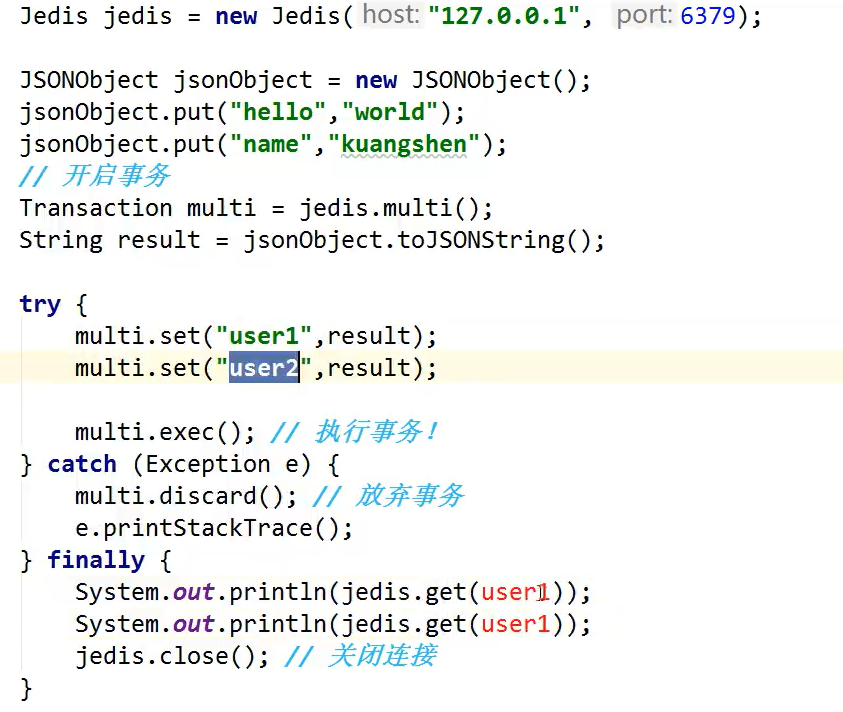 Jedis jedis = new Jedis( host: "127.0.0.1", port: 6379);
JSONObject jsonObject = new JSONObject();
jsonObject.put("hello","world");
jsonObject.put("name","kuangshen");
// 开启事务
Transaction multi = jedis.multi();
String result = jsonObject.toJSONString();
try {
multi.set("user1",result);
multi.set("user2",result);
multi.exec(); // 执行事务！
} catch (Exception e) {
multi.discard(); // 放弃事务
e.printStackTrace();
} finally {
System.out.println(jedis.get(user1));
System.out.println(jedis.get(user1));
jedis.close(); // 关闭连接
}